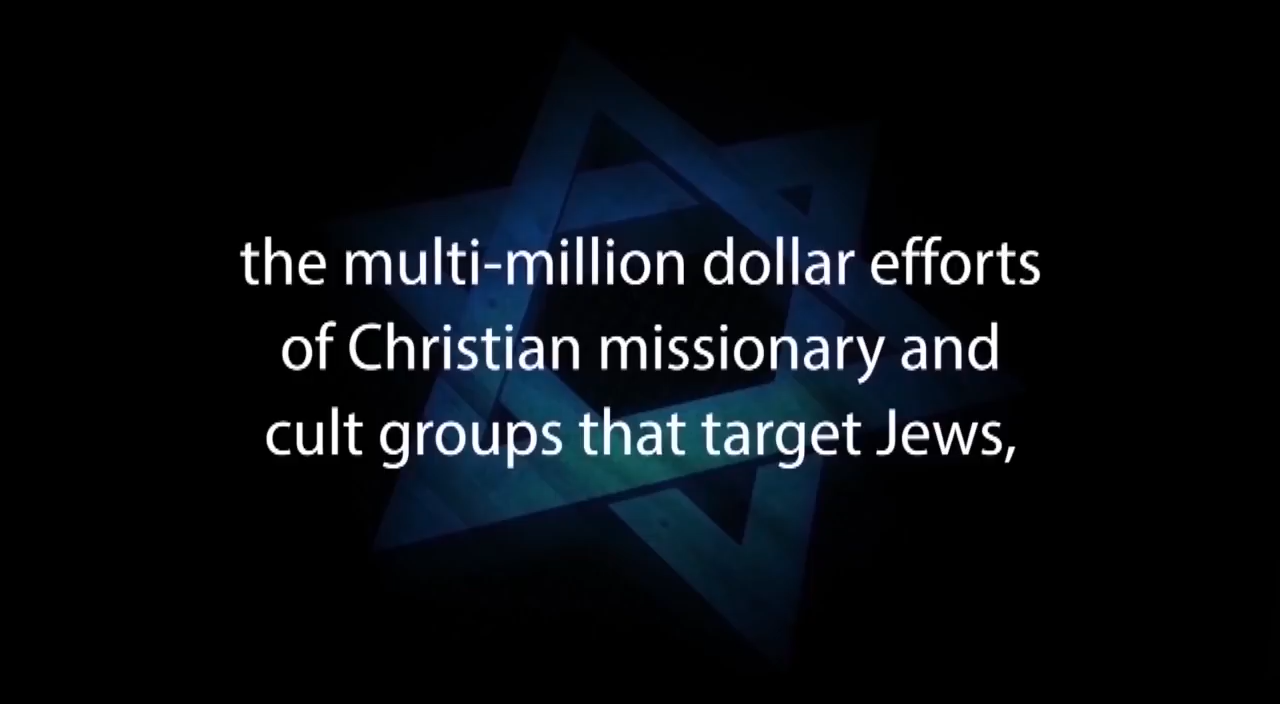 the multi-million dollar efforts
of Christian missionary and
cult groups that target Jews,